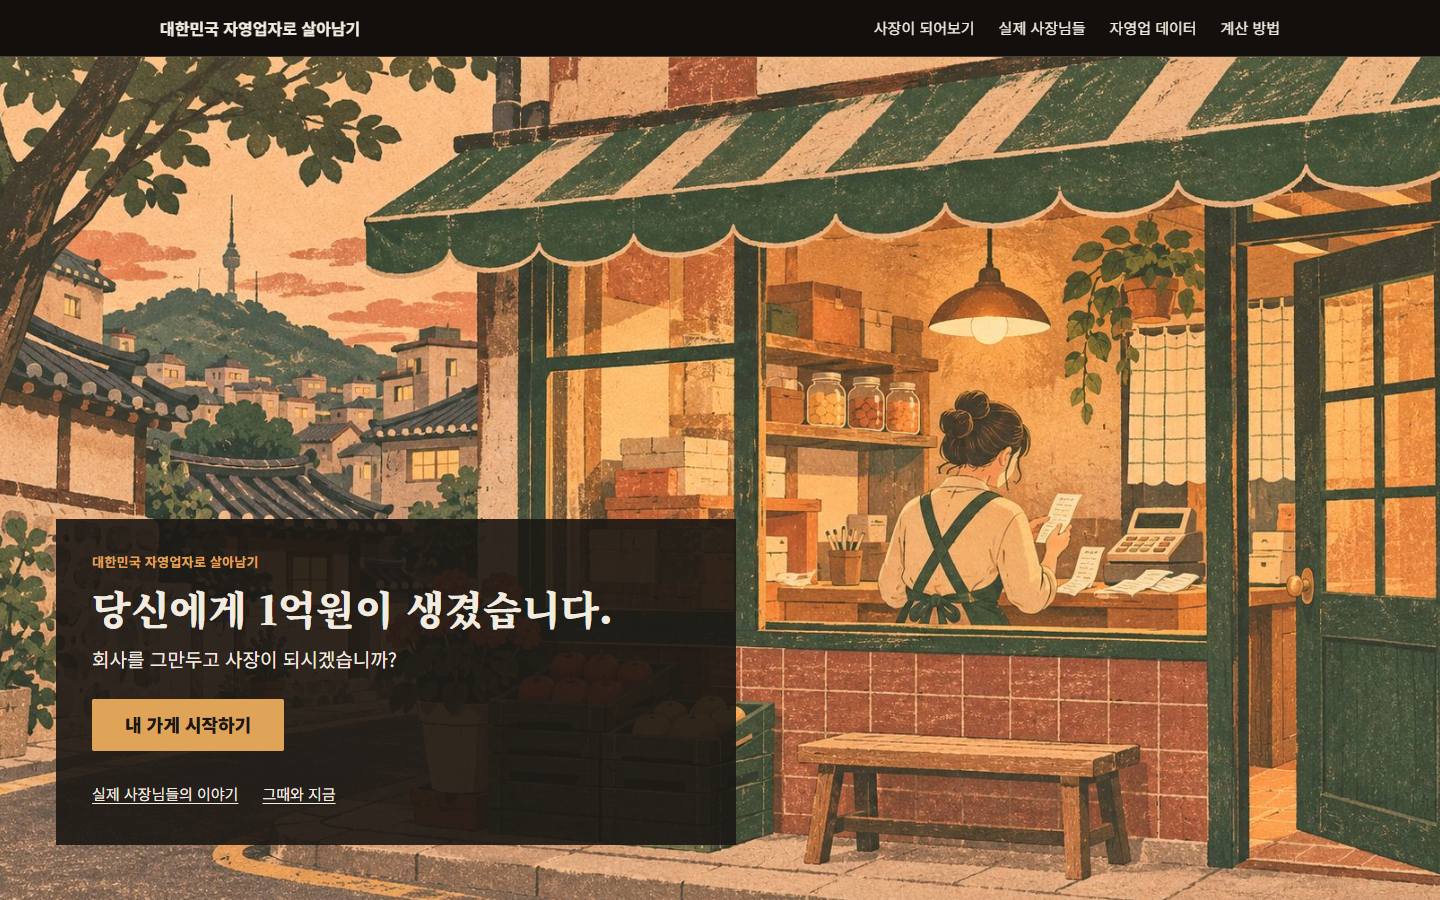 대한민국 자영업자로 살아남기
사장이 되어보기 실제 사장님들 자영업 데이터 계산 방법
대한민국 자영업자로 살아남기
당신에게 1억원이 생겼습니다.
회사를 그만두고 사장이 되시겠습니까?
내 가게 시작하기
실제 사장님들의 이야기 그때와 지금